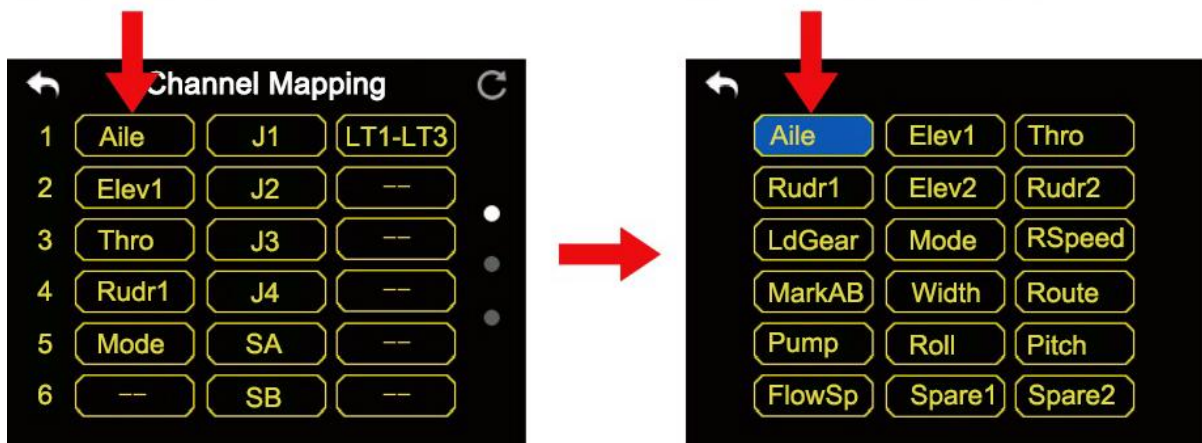 Channel Mapping
1 Aile J1 LT1-LT3
2 Elev1 J2 --
3 Thro J3 --
4 Rudr1 J4 --
5 Mode SA --
6 -- SB --
Aile Elev1 Thro
Rudr1 Elev2 Rudr2
LdGear Mode RSpeed
MarkAB Width Route
Pump Roll Pitch
FlowSp Spare1 Spare2